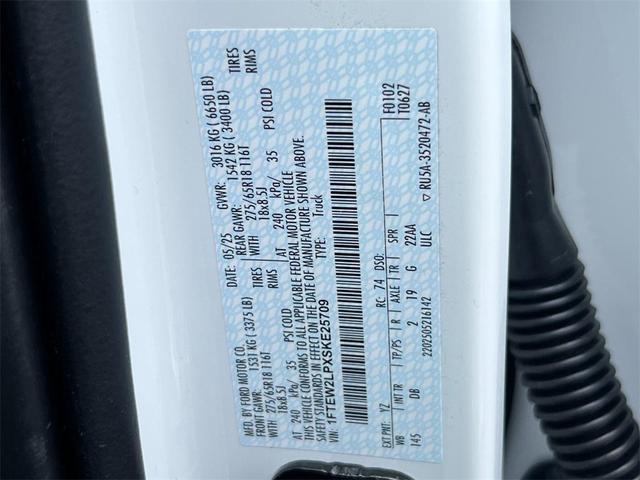 MFD. BY FORD MOTOR CO.
DATE: 05/25 GVWR: 3016 KG ( 6650 LB)
FRONT GAWR: 1531 KG ( 3375 LB) REAR GAWR: 1542 KG ( 3400 LB)
WITH 275/65R18 116T TIRES WITH 275/65R18 116T TIRES
18x8.5J RIMS 18x8.5J RIMS
AT 240 kPa/ 35 PSI COLD AT 240 kPa/ 35 PSI COLD
THIS VEHICLE CONFORMS TO ALL APPLICABLE FEDERAL MOTOR VEHICLE
SAFETY STANDARDS IN EFFECT ON THE DATE OF MANUFACTURE SHOWN ABOVE.
VIN: 1FTEW2LPXSKE25709 TYPE: Truck
F0102
T0627
EXT PNT: YZ RC: 74 DSO:
WB INT TR TP/PS R AXLE TR SPR
145 DB 2 19 G 22AA
2202505216142 ULC ▽ RU5A-3520472-AB